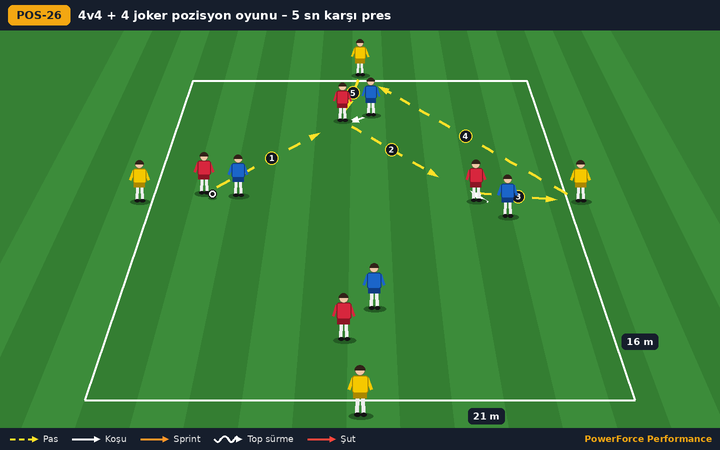 POS-26 4v4 + 4 joker pozisyon oyunu – 5 sn karşı pres
5
1
2
4
3
16 m
21 m
Pas Koşu Sprint Top sürme Şut PowerForce Performance